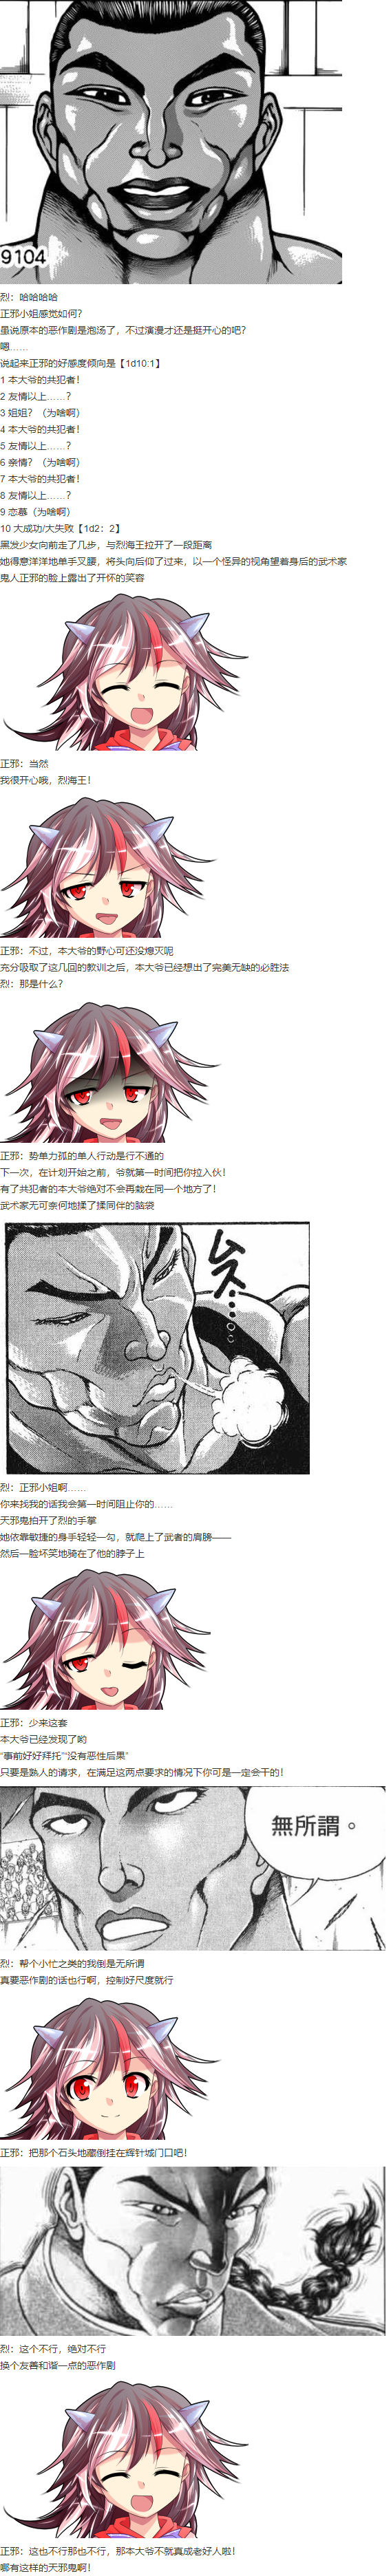 9104
烈：哈哈哈哈
正邪小姐感觉如何？
虽说原本的恶作剧是泡汤了，不过演漫才还是挺开心的吧？
嗯……
说起来正邪的好感度倾向是【1d10:1】
1 本大爷的共犯者！
2 友情以上……？
3 姐姐？（为啥啊）
4 本大爷的共犯者！
5 友情以上……？
6 亲情？（为啥啊）
7 本大爷的共犯者！
8 友情以上……？
9 恋慕（为啥啊）
10 大成功/大失败【1d2：2】
黑发少女向前走了几步，与烈海王拉开了一段距离
她得意洋洋地单手叉腰，将头向后仰了过来，以一个怪异的视角望着身后的武术家
鬼人正邪的脸上露出了开怀的笑容
正邪：当然
我很开心哦，烈海王！
正邪：不过，本大爷的野心可还没熄灭呢
充分吸取了这几回的教训之后，本大爷已经想出了完美无缺的必胜法
烈：那是什么？
正邪：势单力孤的单人行动是行不通的
下一次，在计划开始之前，爷就第一时间把你拉入伙！
有了共犯者的本大爷绝对不会再栽在同一个地方了！
武术家无可奈何地揉了揉同伴的脑袋
ムス…
烈：正邪小姐啊……
你来找我的话我会第一时间阻止你的……
天邪鬼拍开了烈的手掌
她依靠敏捷的身手轻轻一勾，就爬上了武者的肩膀——
然后一脸坏笑地骑在了他的脖子上
正邪：少来这套
本大爷已经发现了哟
“事前好好拜托”“没有恶性后果”
只要是熟人的请求，在满足这两点要求的情况下你可是一定会干的！
無所謂。
烈：帮个小忙之类的我倒是无所谓
真要恶作剧的话也行啊，控制好尺度就行
正邪：把那个石头地藏倒挂在辉针城门口吧！
烈：这个不行，绝对不行
换个友善和谐一点的恶作剧
正邪：这也不行那也不行，那本大爷不就真成老好人啦！
哪有这样的天邪鬼啊！